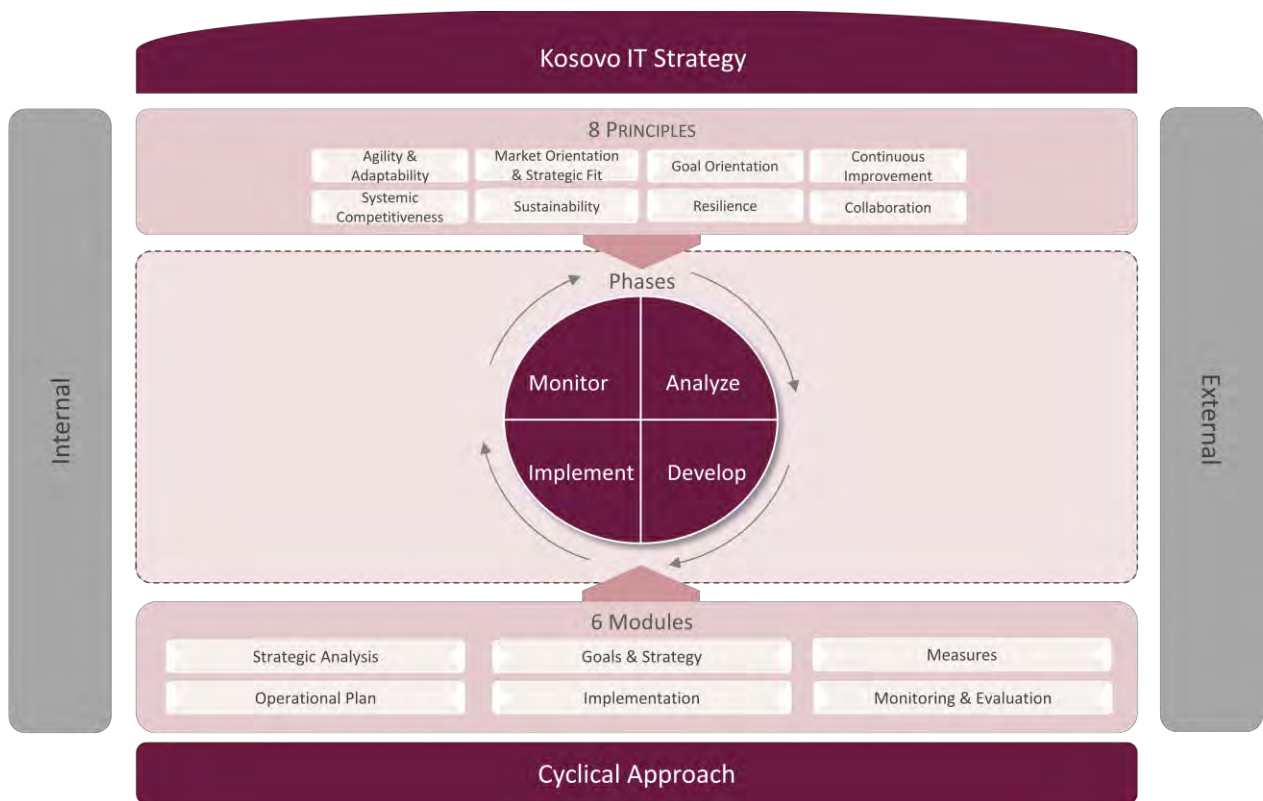 Kosovo IT Strategy
Internal
External
8 PRINCIPLES
Agility &
Adaptability
Market Orientation
& Strategic Fit
Goal Orientation
Continuous
Improvement
Systemic
Competitiveness
Sustainability
Resilience
Collaboration
Phases
Monitor
Analyze
Implement
Develop
6 Modules
Strategic Analysis
Goals & Strategy
Measures
Operational Plan
Implementation
Monitoring & Evaluation
Cyclical Approach